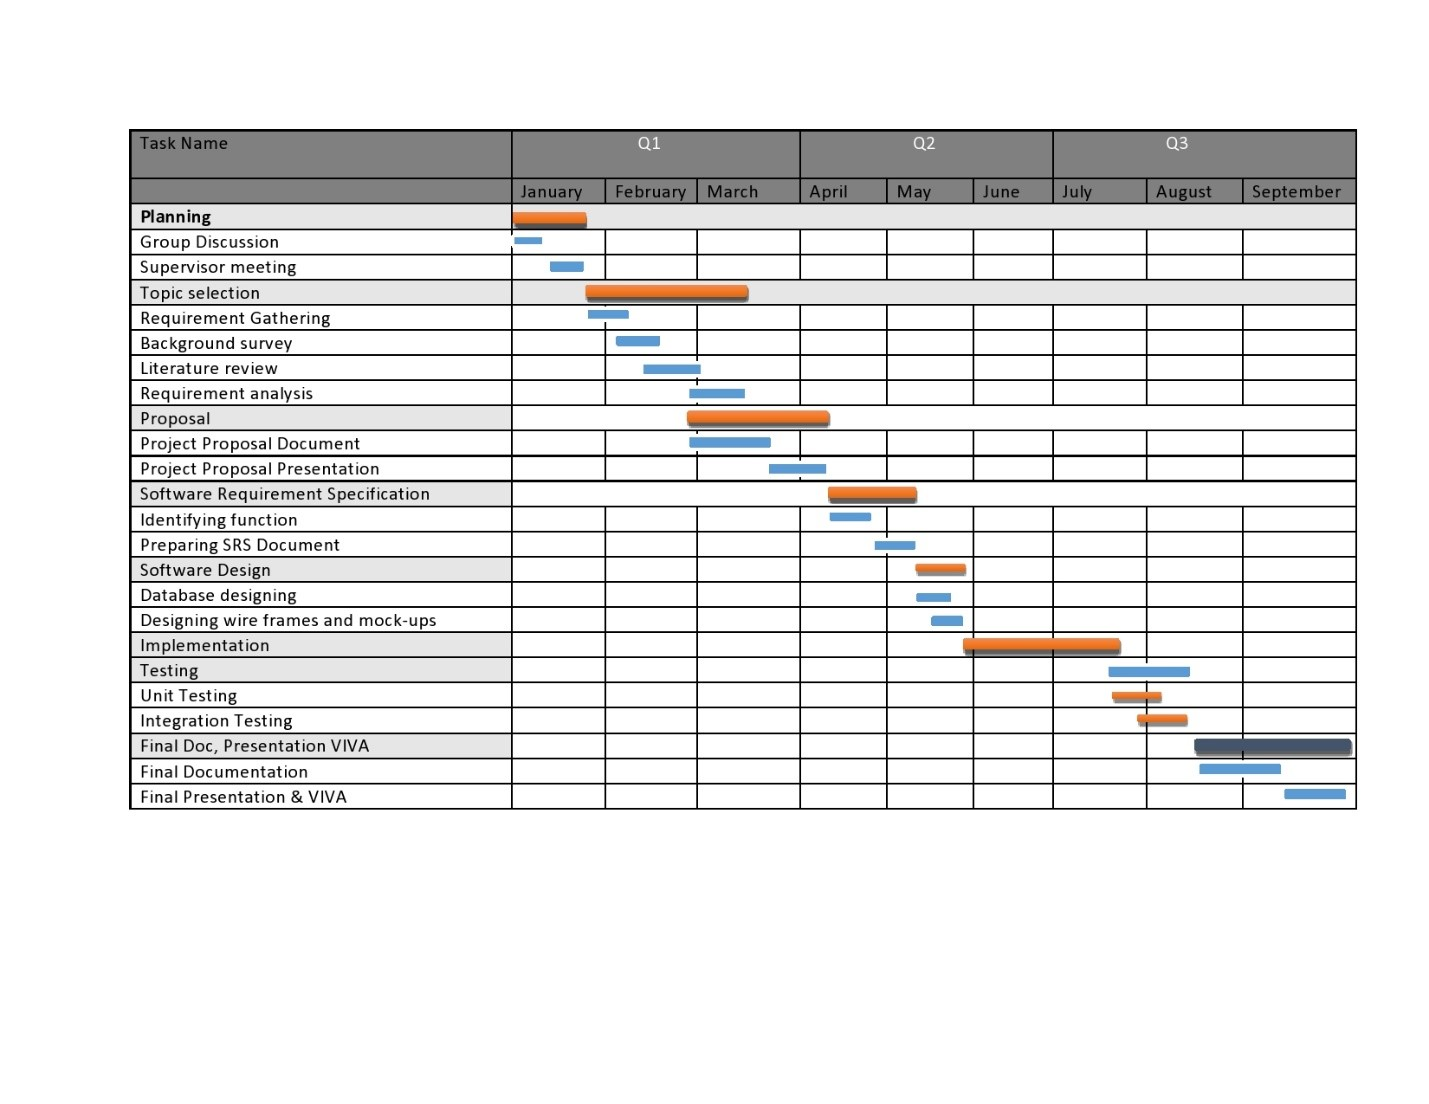 Task Name Q1 Q2 Q3
January February March April May June July August September
Planning
Group Discussion
Supervisor meeting
Topic selection
Requirement Gathering
Background survey
Literature review
Requirement analysis
Proposal
Project Proposal Document
Project Proposal Presentation
Software Requirement Specification
Identifying function
Preparing SRS Document
Software Design
Database designing
Designing wire frames and mock-ups
Implementation
Testing
Unit Testing
Integration Testing
Final Doc, Presentation VIVA
Final Documentation
Final Presentation & VIVA